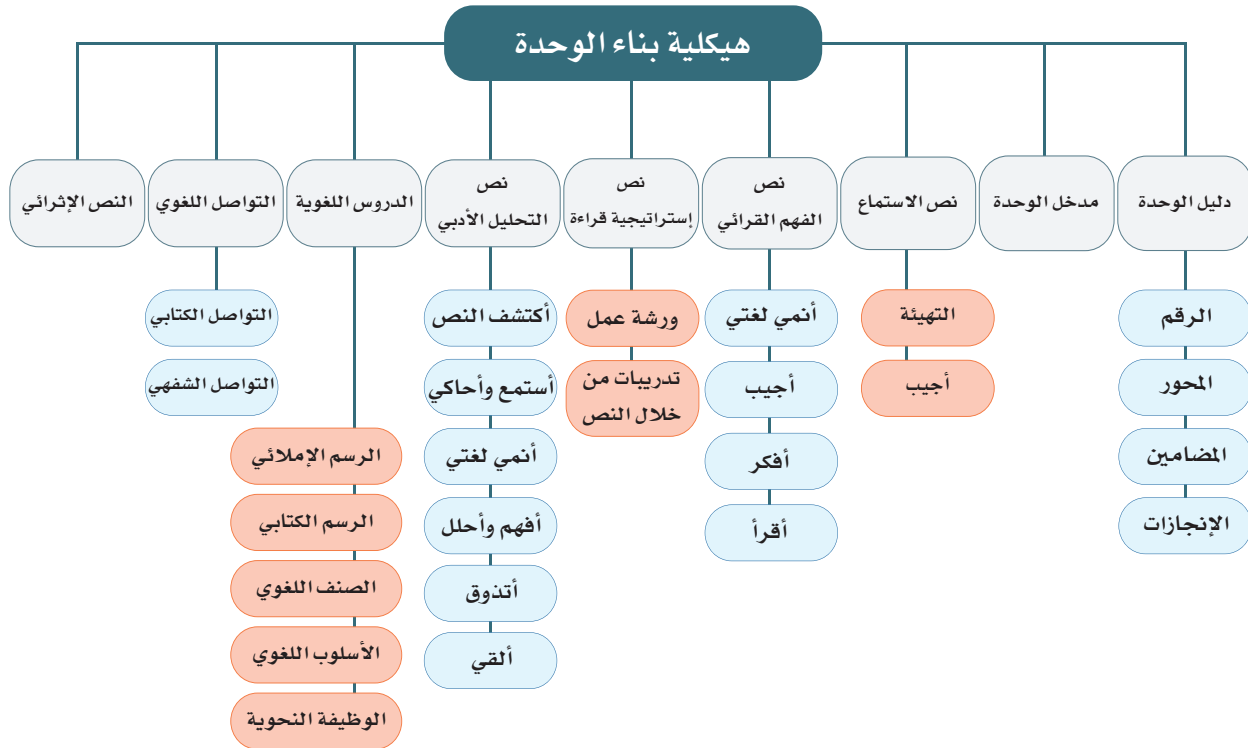 هيكلية بناء الوحدة
دليل الوحدة
الرقم
المحور
المضامين
الإنجازات
مدخل الوحدة
نص الاستماع
التهيئة
أجيب
نص
الفهم القرائي
أنمي لغتي
أجيب
أفكر
أقرأ
نص
إستراتيجية قراءة
ورشة عمل
تدريبات من
خلال النص
نص
التحليل الأدبي
أكتشف النص
أستمع وأحاكي
أنمي لغتي
أفهم وأحلل
أتذوق
ألقي
الدروس اللغوية
الرسم الإملائي
الرسم الكتابي
الصنف اللغوي
الأسلوب اللغوي
الوظيفة النحوية
التواصل اللغوي
التواصل الكتابي
التواصل الشفهي
النص الإثرائي